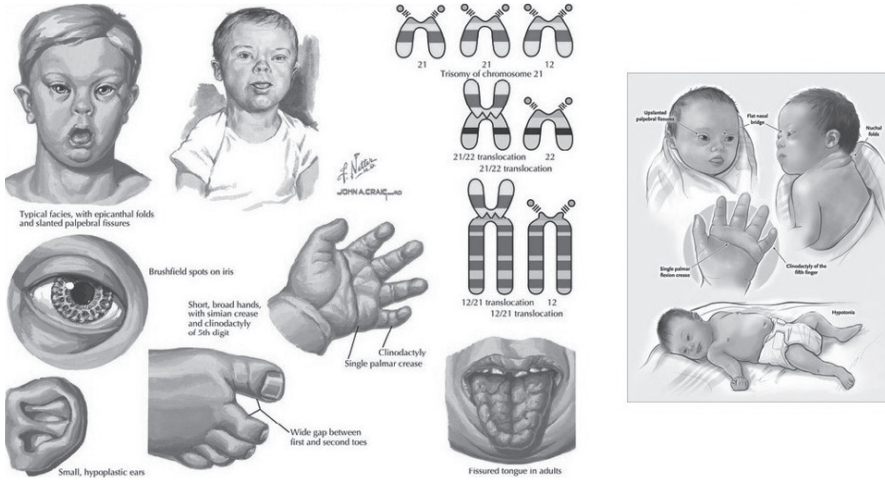 21
21
12
Trisomy of chromosome 21
21/22 translocation
22
21/22 translocation
12/21 translocation
12
12/21 translocation
F. Netter
M.D.
JOHN A. CRAIG MD
Typical facies, with epicanthal folds
and slanted palpebral fissures
Brushfield spots on iris
Short, broad hands,
with simian crease
and clinodactyly
of 5th digit
Clinodactyly
Single palmar crease
Wide gap between
first and second toes
Small, hypoplastic ears
Fissured tongue in adults
Upslanted
palpebral fissures
Flat nasal
bridge
Nuchal
folds
Single palmar
flexion crease
Clinodactyly of the
fifth finger
Hypotonia